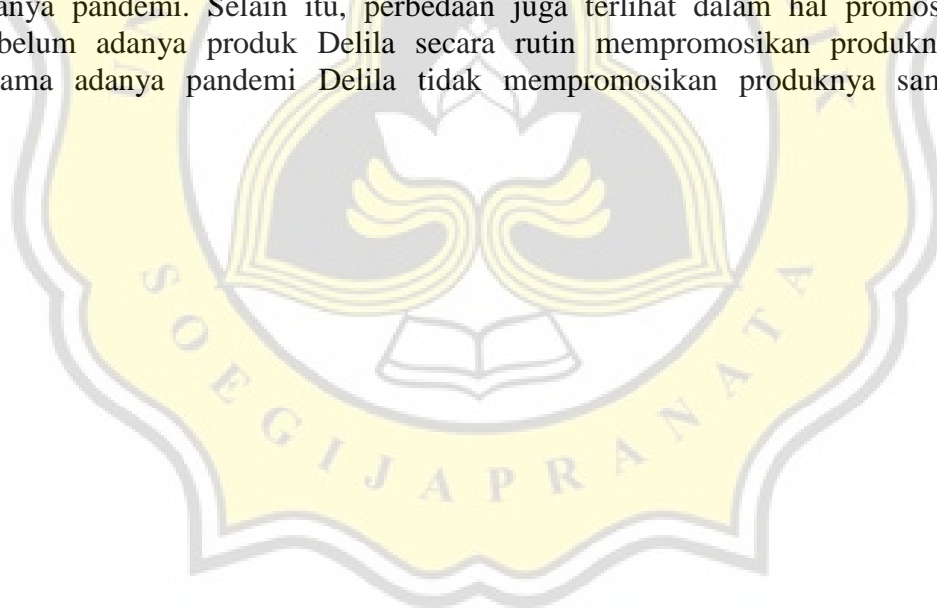 anya pandemi. Selain itu, perbedaan juga terlihat dalam hal promos
belum adanya produk Delila secara rutin mempromosikan produkn
ama adanya pandemi Delila tidak mempromosikan produknya sam
SOEGIJAPRANATA